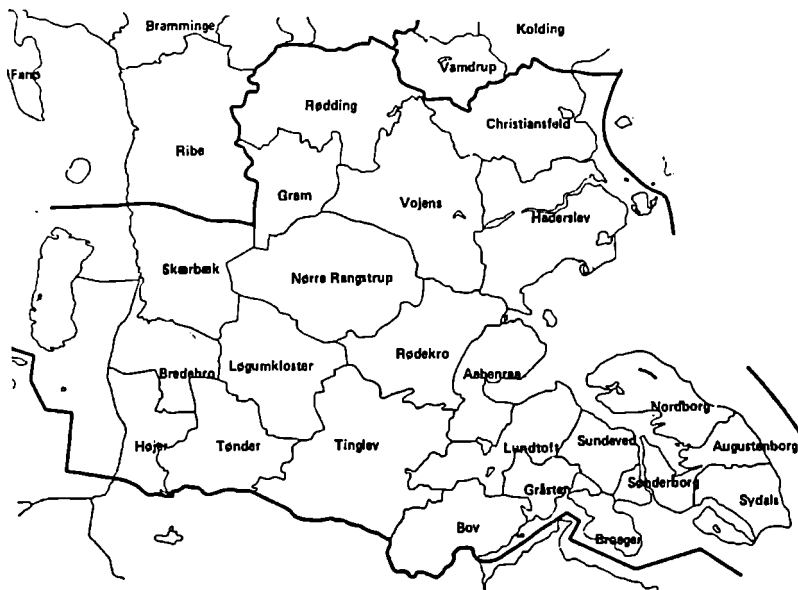 Bramminge
Kolding
Vamdrup
Fanø
Rødding
Christiansfeld
Ribe
Gram
Vojens
Haderslev
Skærbæk
Nørre Rangstrup
Rødekro
Løgumkloster
Bredebro
Aabenraa
Nordborg
Højer
Tønder
Tinglev
Lundtoft
Sundeved
Augustenborg
Gråsten
Sønderborg
Sydals
Bov
Broager